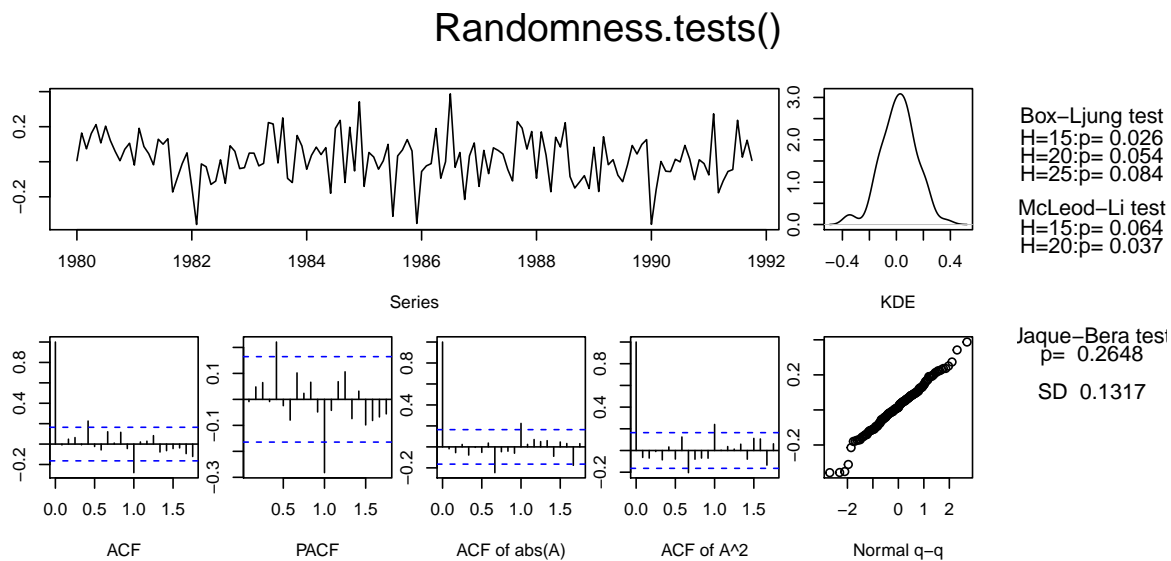 Randomness.tests()
0.2
−0.2
1980 1982 1984 1986 1988 1990 1992
Series
0.0 1.0 2.0 3.0
−0.4 0.0 0.4
KDE
Box−Ljung test
H=15:p= 0.026
H=20:p= 0.054
H=25:p= 0.084
McLeod−Li test
H=15:p= 0.064
H=20:p= 0.037
−0.2 0.4 0.8
0.0 0.5 1.0 1.5
ACF
−0.3 −0.1 0.1
0.5 1.0 1.5
PACF
−0.2 0.4 0.8
0.0 0.5 1.0 1.5
ACF of abs(A)
−0.2 0.4 0.8
0.0 0.5 1.0 1.5
ACF of A^2
−0.2 0.2
−2 0 1 2
Normal q−q
Jaque−Bera test
p= 0.2648
SD 0.1317